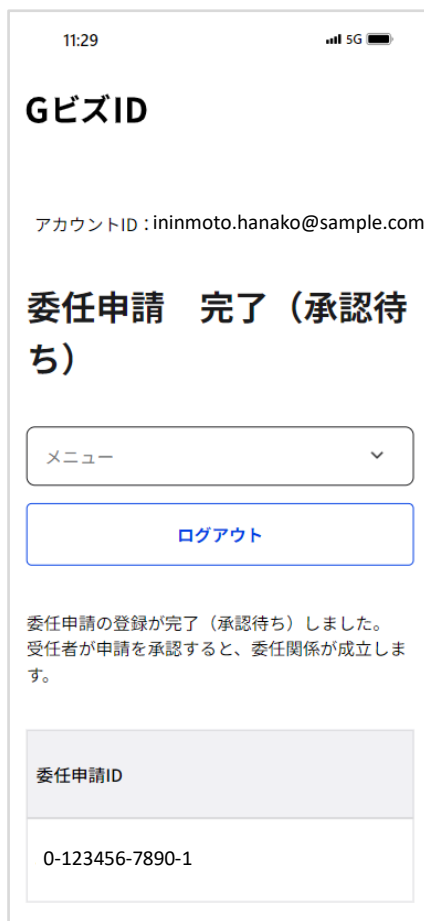 11:29
5G
GビズID
アカウントID：ininmoto.hanako@sample.com
委任申請　完了（承認待
ち）
メニュー
ログアウト
委任申請の登録が完了（承認待ち）しました。
受任者が申請を承認すると、委任関係が成立しま
す。
委任申請ID
0-123456-7890-1